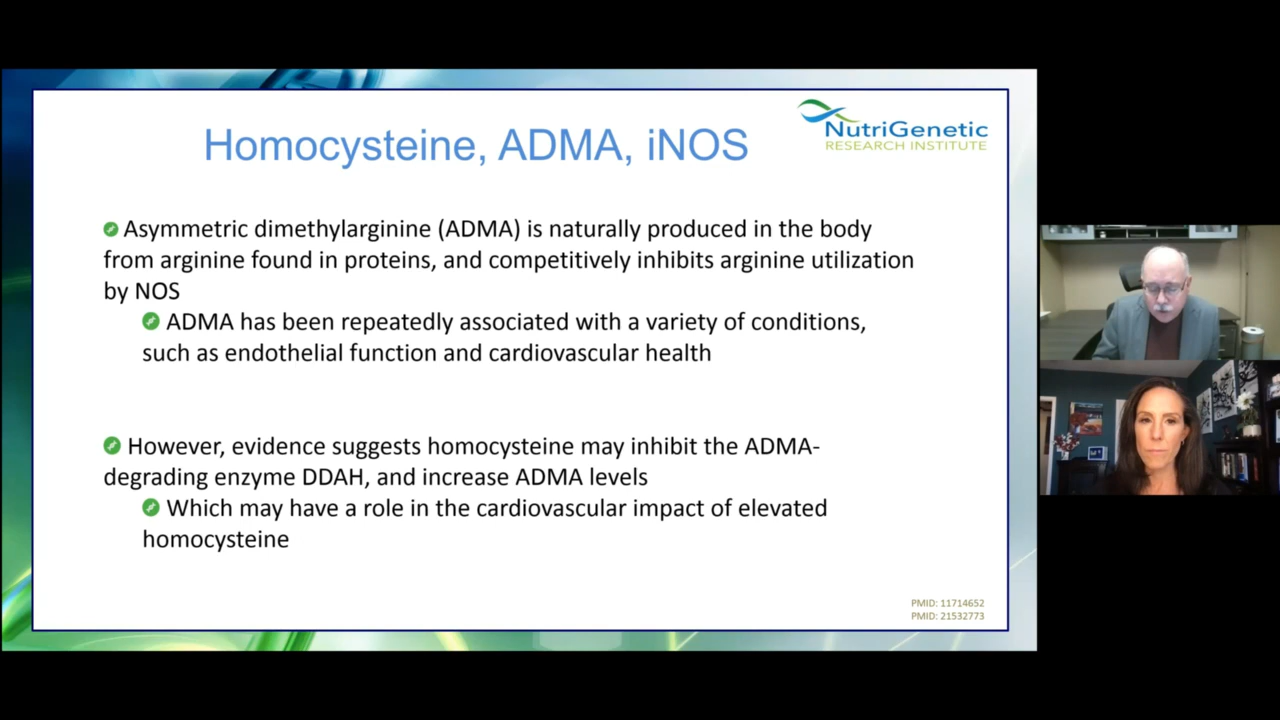 Homocysteine, ADMA, iNOS
NutriGenetic
RESEARCH INSTITUTE
Asymmetric dimethylarginine (ADMA) is naturally produced in the body
from arginine found in proteins, and competitively inhibits arginine utilization
by NOS
ADMA has been repeatedly associated with a variety of conditions,
such as endothelial function and cardiovascular health
However, evidence suggests homocysteine may inhibit the ADMA-
degrading enzyme DDAH, and increase ADMA levels
Which may have a role in the cardiovascular impact of elevated
homocysteine
PMID: 11714652
PMID: 21532773